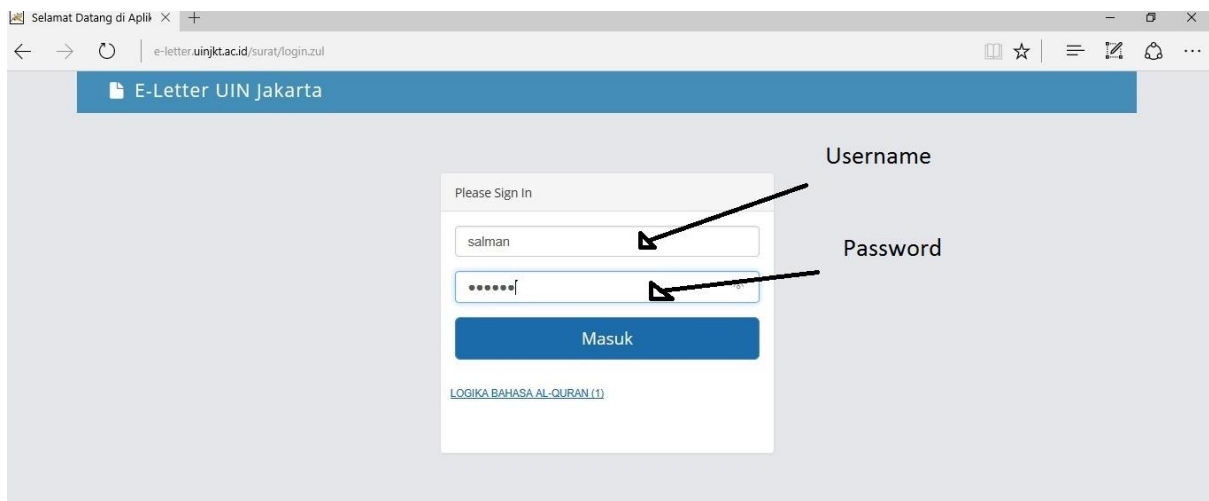 Selamat Datang di Aplik
e-letter.uinjkt.ac.id/surat/login.zul
E-Letter UIN Jakarta
Username
Please Sign In
salman
Password
Masuk
LOGIKA BAHASA AL-QURAN (1)